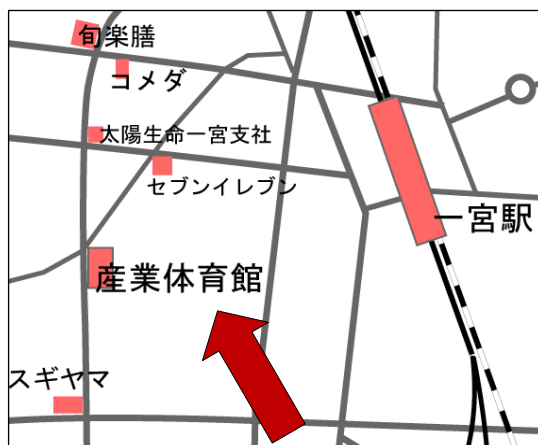 旬楽膳
コメダ
太陽生命一宮支社
セブンイレブン
一宮駅
産業体育館
スギヤマ